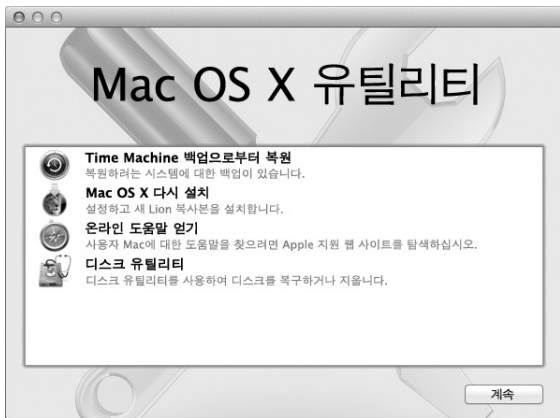 Mac OS X 유틸리티
Time Machine 백업으로부터 복원
복원하려는 시스템에 대한 백업이 있습니다.
Mac OS X 다시 설치
설정하고 새 Lion 복사본을 설치합니다.
온라인 도움말 얻기
사용자 Mac에 대한 도움말을 찾으려면 Apple 지원 웹 사이트를 탐색하십시오.
디스크 유틸리티
디스크 유틸리티를 사용하여 디스크를 복구하거나 지웁니다.
계속